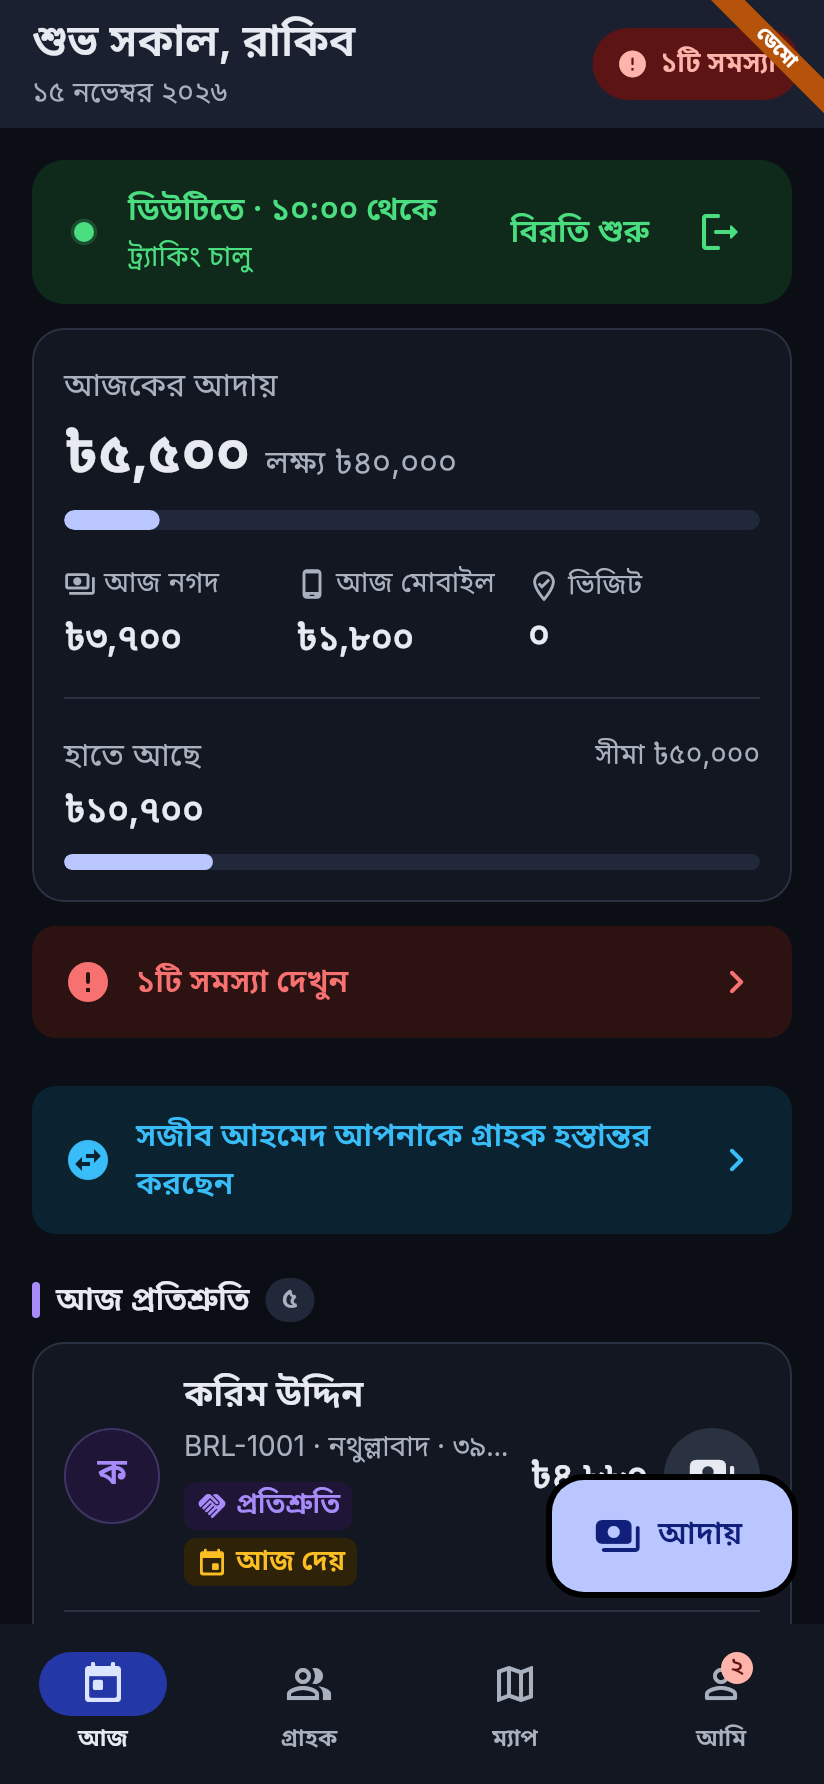 শুভ সকাল, রাকিব
১৫ নভেম্বর ২০২৬
১টি সমস্যা
ডেমো
ডিউটিতে · ১০:০০ থেকে
ট্র্যাকিং চালু
বিরতি শুরু
আজকের আদায়
৳৫,৫০০ লক্ষ্য ৳৪০,০০০
আজ নগদ
৳৩,৭০০
আজ মোবাইল
৳১,৮০০
ভিজিট
০
হাতে আছে
সীমা ৳৫০,০০০
৳১০,৭০০
১টি সমস্যা দেখুন
সজীব আহমেদ আপনাকে গ্রাহক হস্তান্তর
করছেন
আজ প্রতিশ্রুতি ৫
ক
করিম উদ্দিন
BRL-1001 · নথুল্লাবাদ · ৩৯...
প্রতিশ্রুতি
আজ দেয়
আদায়
আজ
গ্রাহক
ম্যাপ
২
আমি